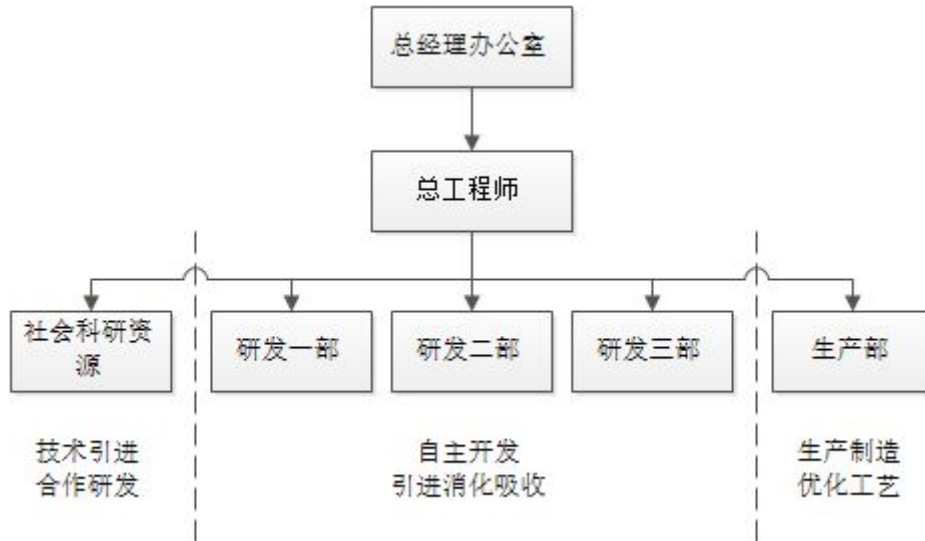 总经理办公室
总工程师
社会科研资
源
研发一部
研发二部
研发三部
生产部
技术引进
合作研发
自主开发
引进消化吸收
生产制造
优化工艺